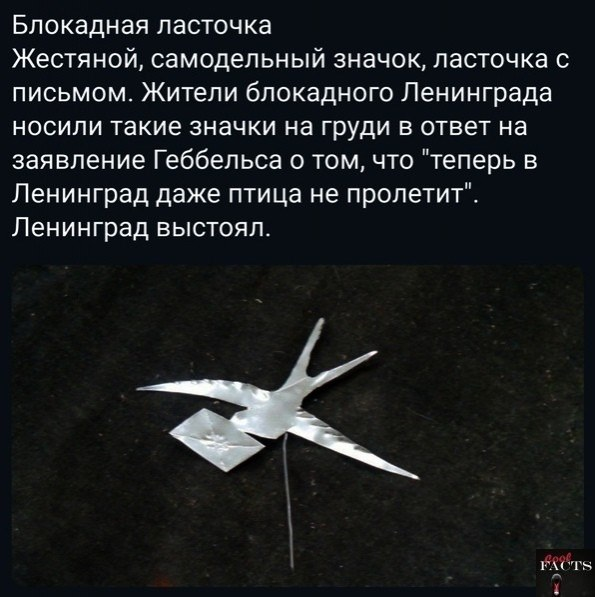 Блокадная ласточка
Жестяной, самодельный значок, ласточка с
письмом. Жители блокадного Ленинграда
носили такие значки на груди в ответ на
заявление Геббельса о том, что "теперь в
Ленинград даже птица не пролетит".
Ленинград выстоял.
Cool
FACTS